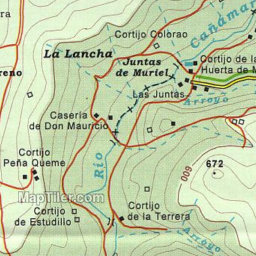 Cortijo Colorao
Cañamar
La Lancha
Juntas
de Muriel
Cortijo de la
Huerta de M
reno
Las Juntas
Arroyo
Casería
de Don Mauricio
Río
Cortijo
Peña Queme
672
600
MapTiler.com
Cortijo
de Estudillo
Cortijo
de la Terrera
Arroyo